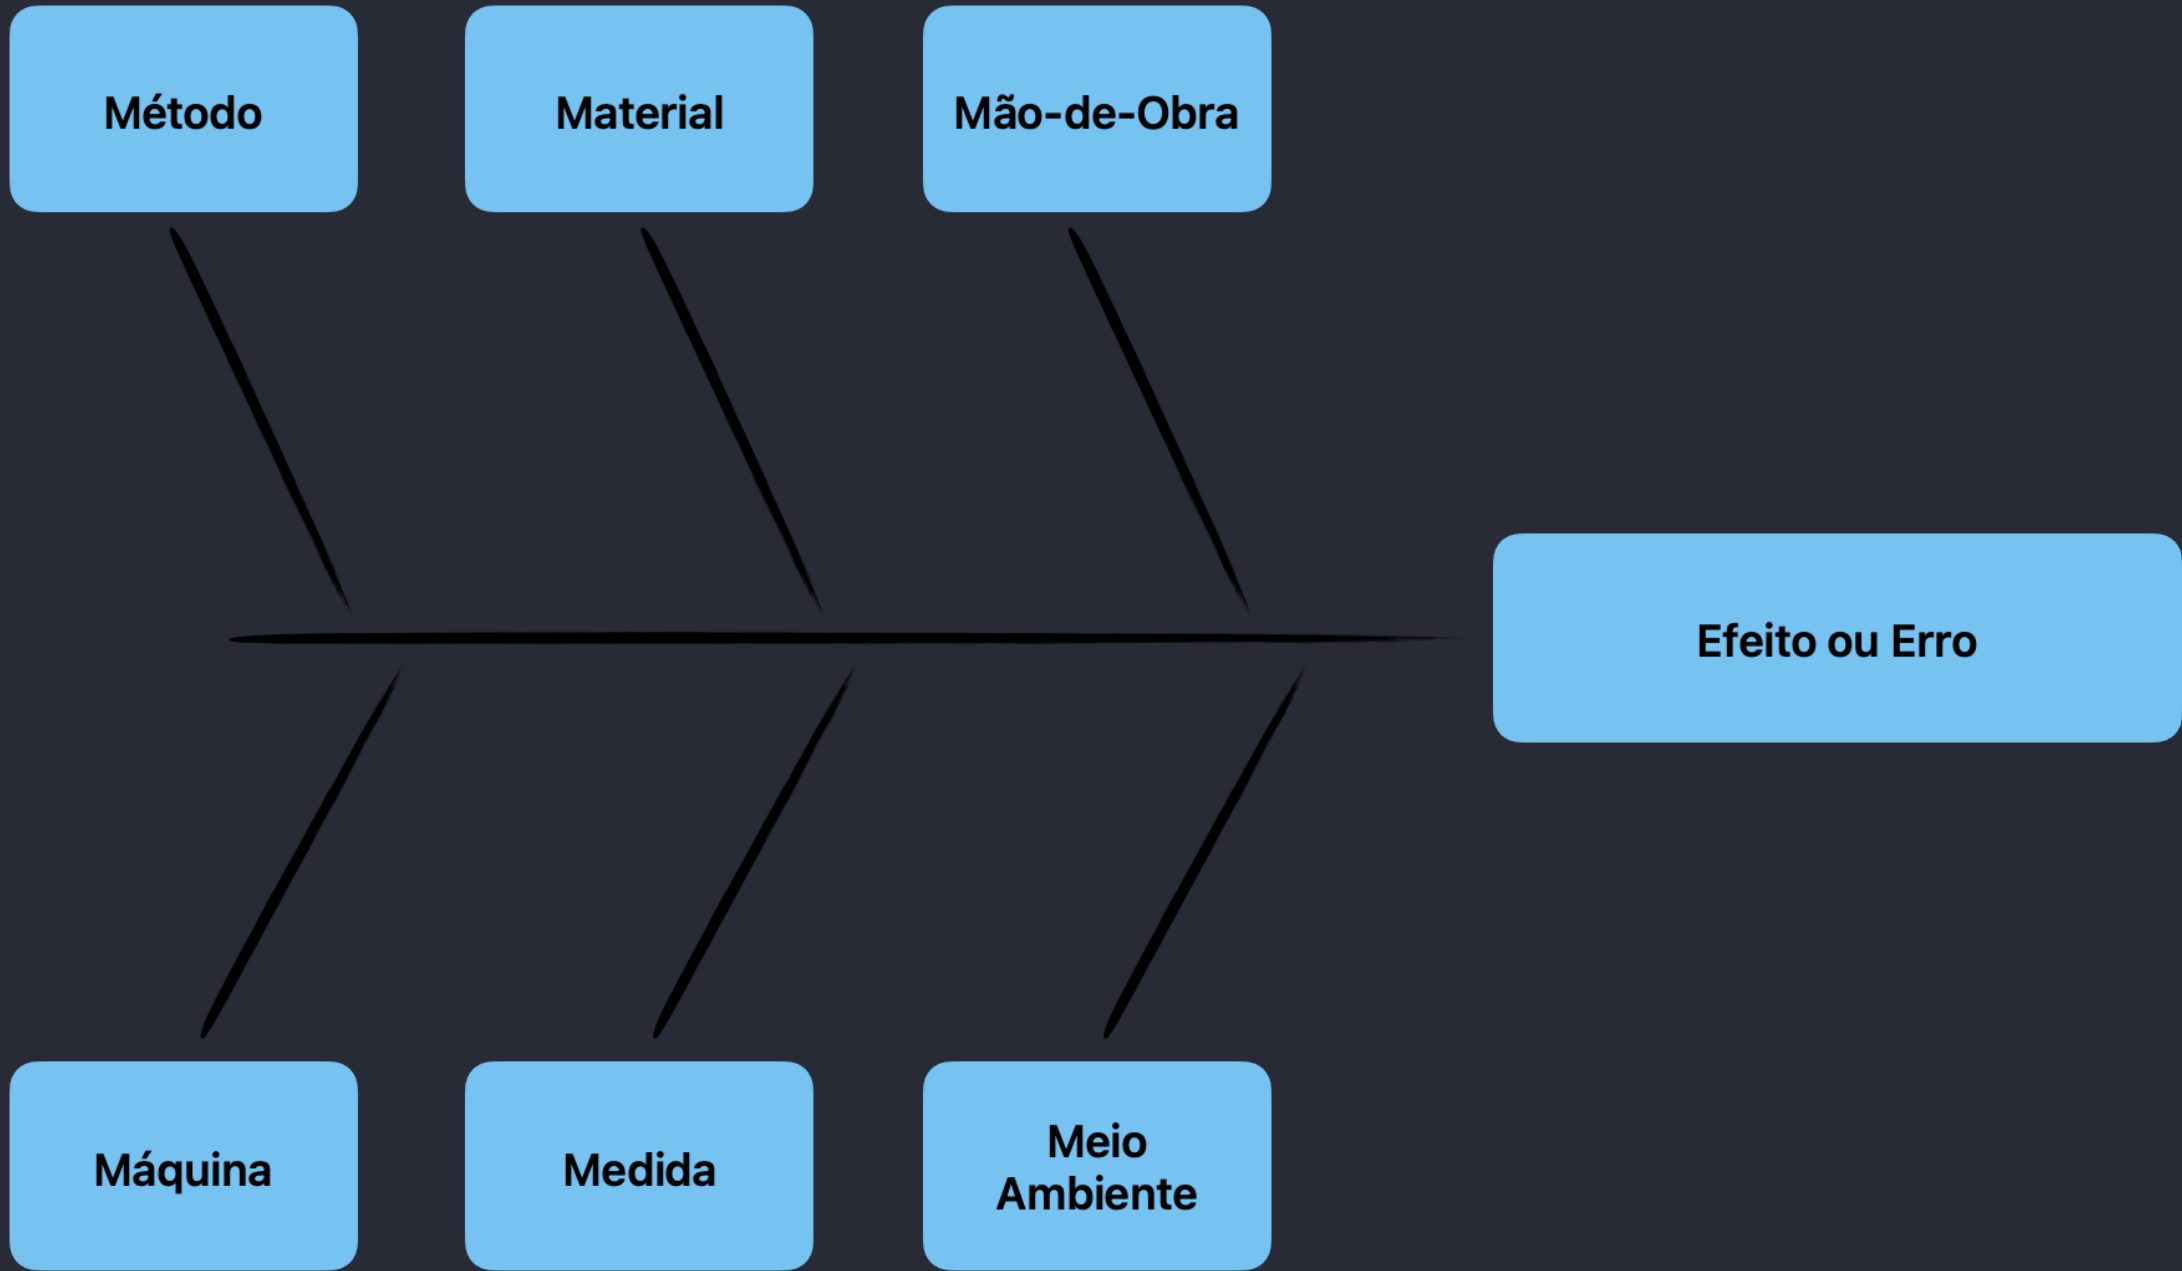 Método
Material
Mão-de-Obra
Efeito ou Erro
Máquina
Medida
Meio
Ambiente